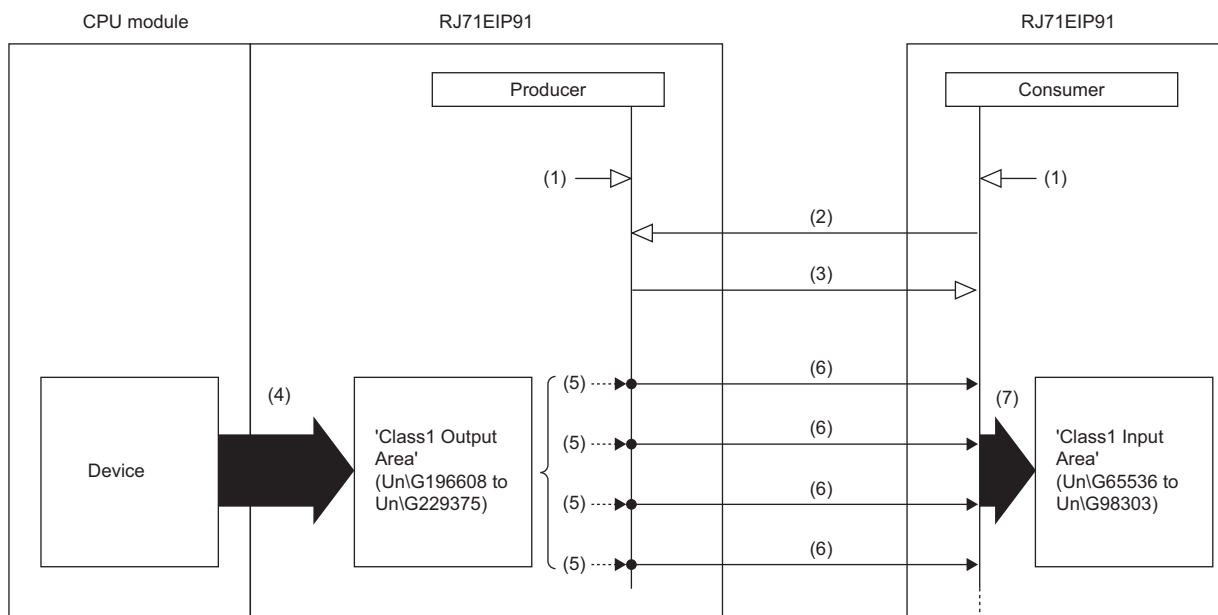 CPU module
RJ71EIP91
RJ71EIP91
Producer
Consumer
(1)
(1)
(2)
(3)
(4)
(5)
(6)
(7)
(5)
(6)
(5)
(6)
(5)
(6)
Device
'Class1 Output
Area'
(Un\G196608 to
Un\G229375)
'Class1 Input
Area'
(Un\G65536 to
Un\G98303)